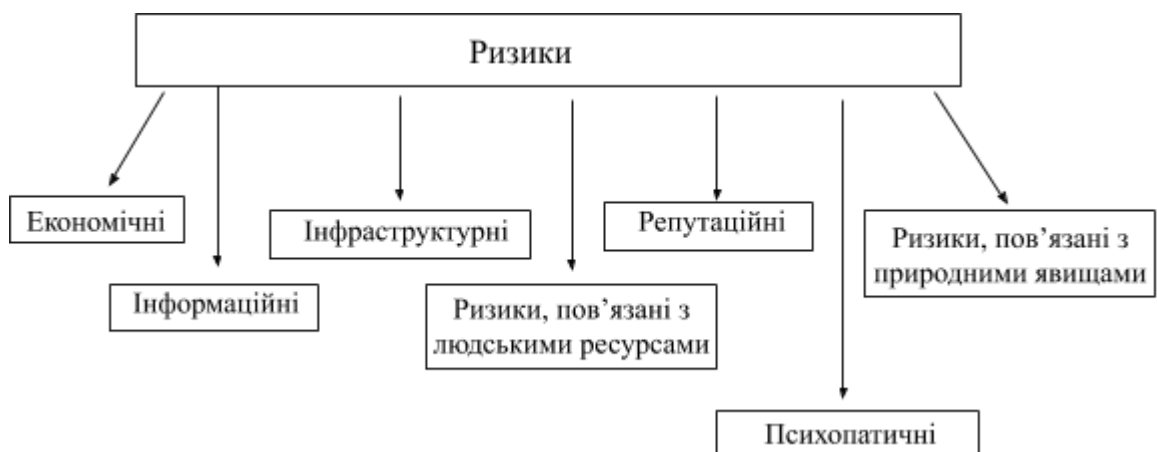 Ризики
Економічні
Інформаційні
Інфраструктурні
Ризики, пов’язані з
людськими ресурсами
Репутаційні
Психопатичні
Ризики, пов’язані з
природними явищами